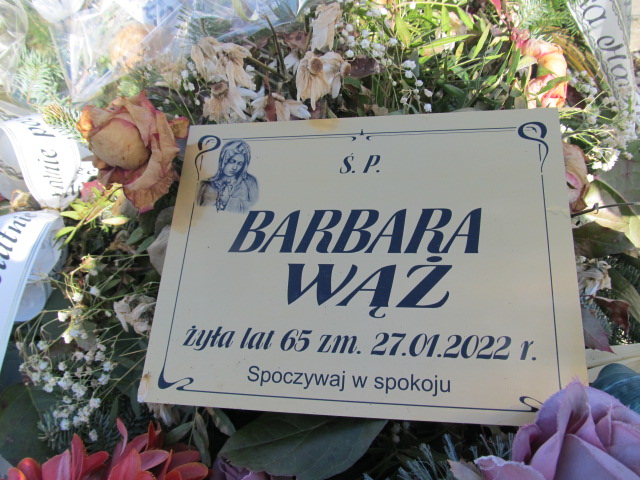 Ś. P.
BARBARA
WĄŻ
żyła lat 65 zm. 27.01.2022 r.
Spoczywaj w spokoju